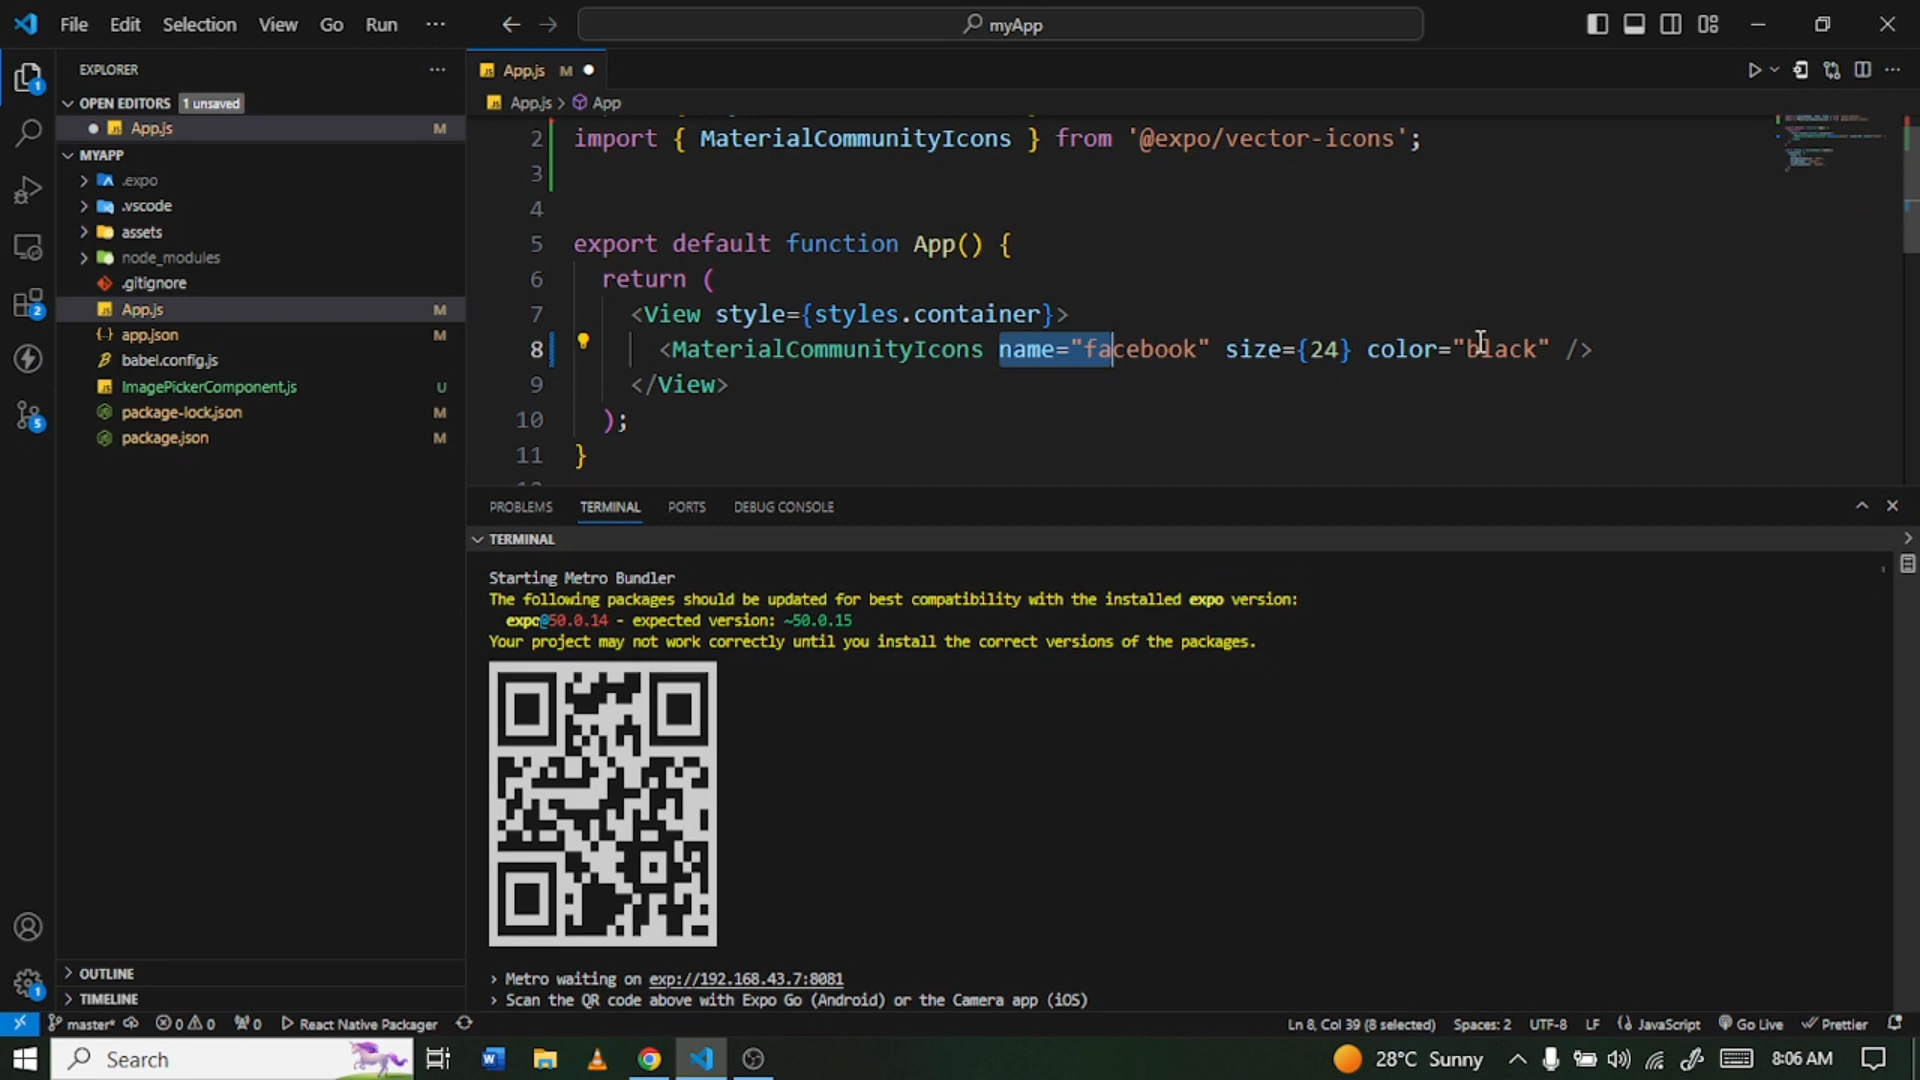 File Edit Selection View Go Run ···
myApp
EXPLORER
OPEN EDITORS 1 unsaved
App.js M
MYAPP
.expo
.vscode
assets
node_modules
.gitignore
App.js M
app.json M
babel.config.js
ImagePickerComponent.js U
package-lock.json M
package.json M
OUTLINE
TIMELINE
1
2
5
1
App.js M
App.js > App
2 import { MaterialCommunityIcons } from '@expo/vector-icons';
3
4
5 export default function App() {
6 return (
7 <View style={styles.container}>
8 <MaterialCommunityIcons name="facebook" size={24} color="black" />
9 </View>
10 );
11 }
PROBLEMS TERMINAL PORTS DEBUG CONSOLE
TERMINAL
Starting Metro Bundler
The following packages should be updated for best compatibility with the installed expo version:
expo@50.0.14 - expected version: ~50.0.15
Your project may not work correctly until you install the correct versions of the packages.
› Metro waiting on exp://192.168.43.7:8081
› Scan the QR code above with Expo Go (Android) or the Camera app (iOS)
master* 0 0 0 React Native Packager Ln 8, Col 39 (8 selected) Spaces: 2 UTF-8 LF JavaScript Go Live Prettier
Search 28°C Sunny 8:06 AM